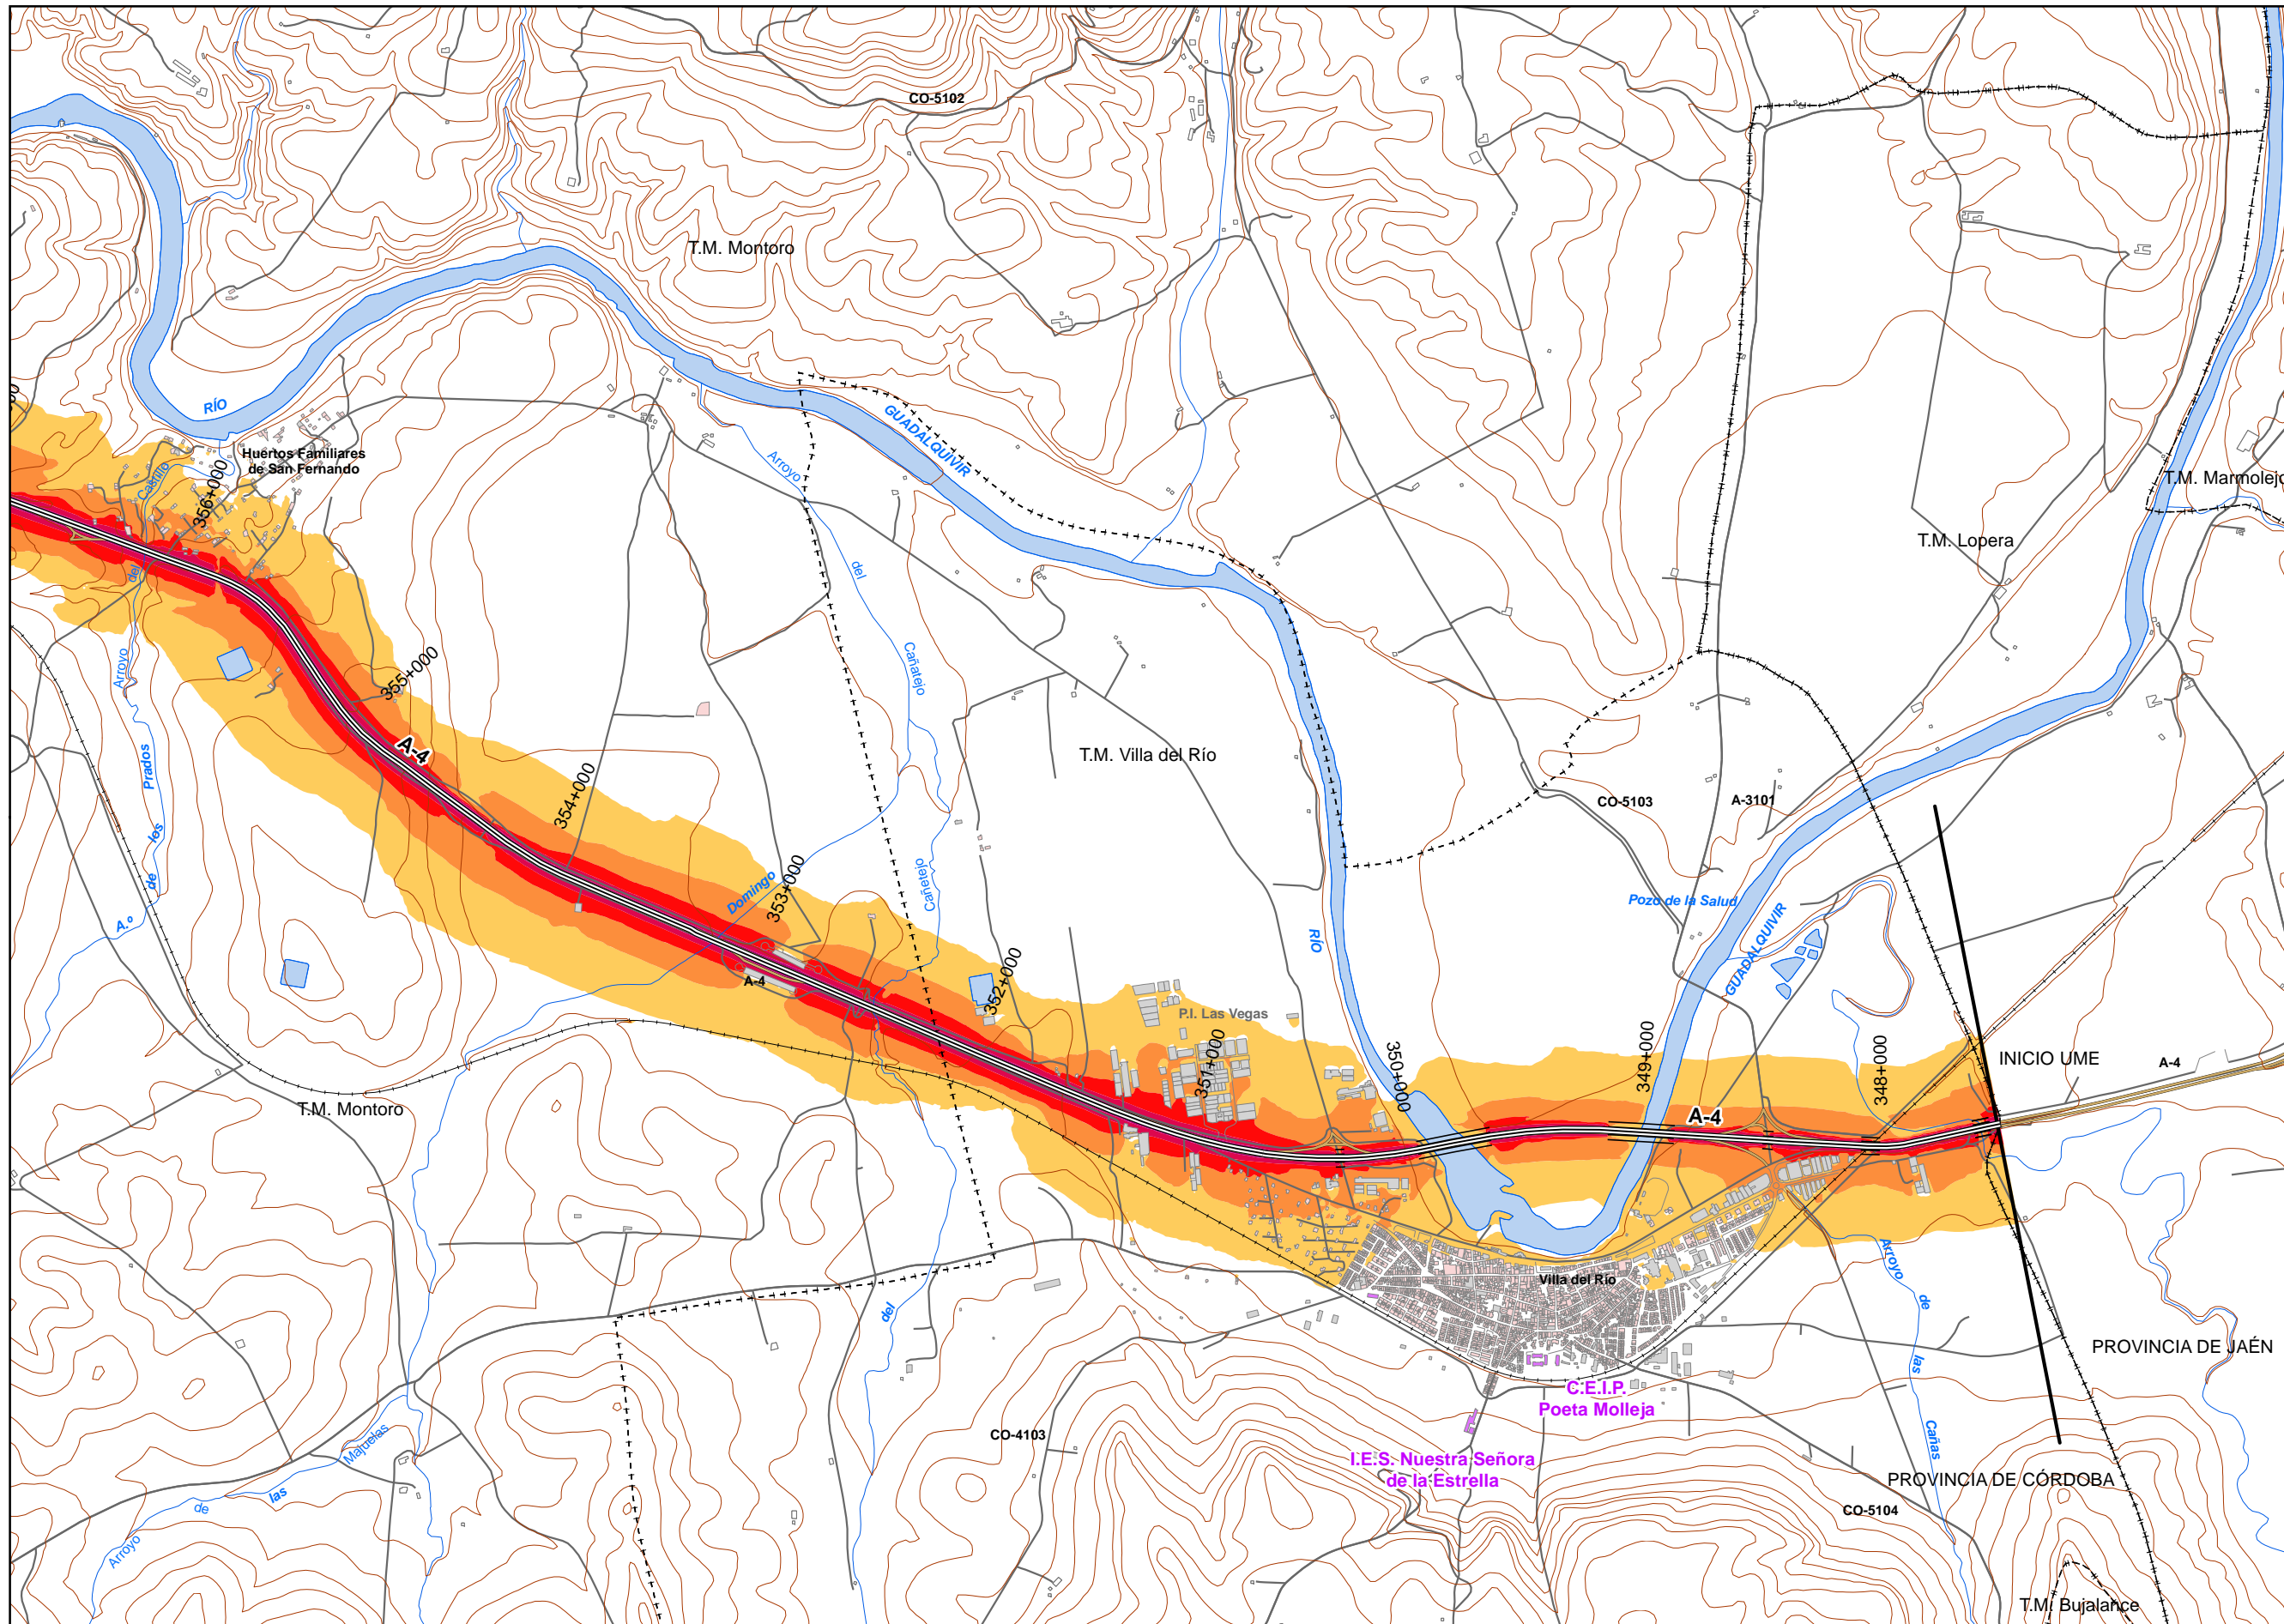 CO-5102
T.M. Montoro
RÍO
GUADALQUIVIR
Huertos Familiares
de San Fernando
Castillo
356+000
del
Arroyo
Arroyo
del
Cañatejo
T.M. Marmolejo
T.M. Lopera
355+000
A-4
Prados
los
de
A.º
354+000
T.M. Villa del Río
CO-5103
A-3101
Domingo
353+000
Cañetejo
A-4
352+000
P.I. Las Vegas
351+000
RÍO
350+000
Pozo de la Salud
GUADALQUIVIR
349+000
348+000
A-4
INICIO UME
A-4
T.M. Montoro
Villa del Río
Arroyo
de
las
Cañas
del
PROVINCIA DE JAÉN
C.E.I.P.
Poeta Molleja
CO-4103
I.E.S. Nuestra Señora
de la Estrella
PROVINCIA DE CÓRDOBA
CO-5104
Majuelas
las
de
Arroyo
T.M. Bujalance